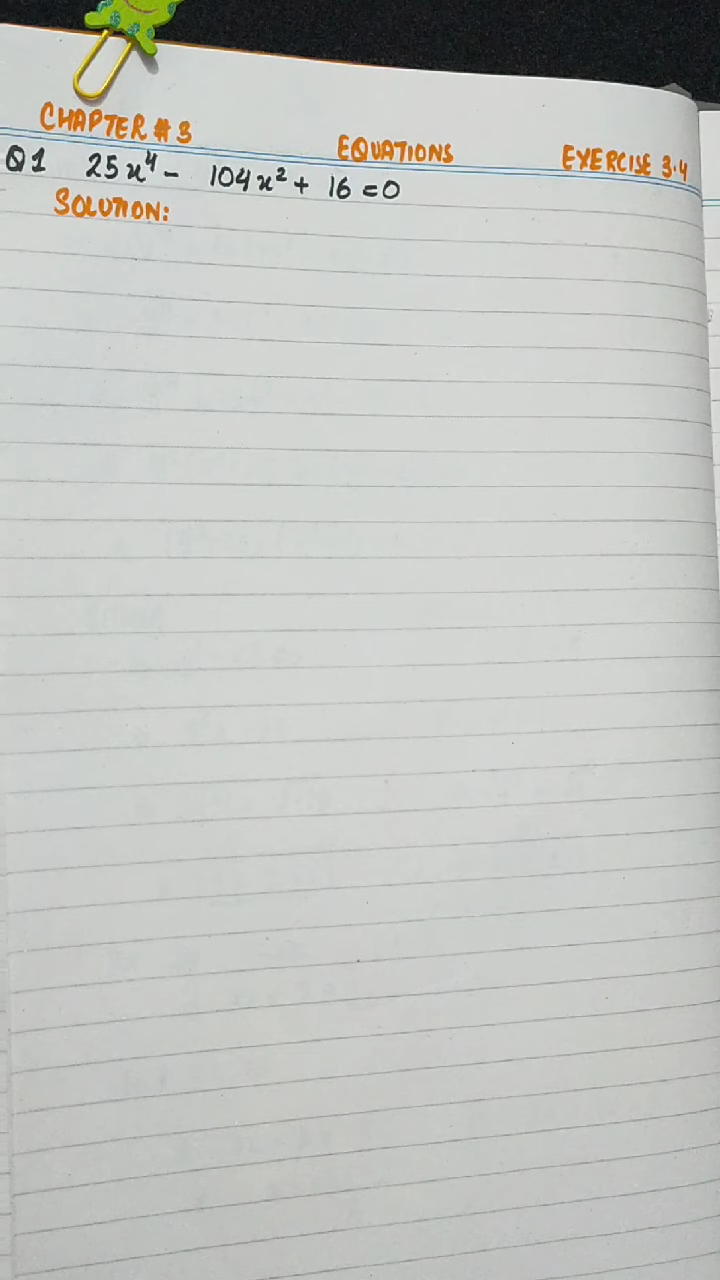 CHAPTER # 3 EQUATIONS EXERCISE 3.4
Q1 25x⁴ - 104x² + 16 = 0
SOLUTION: